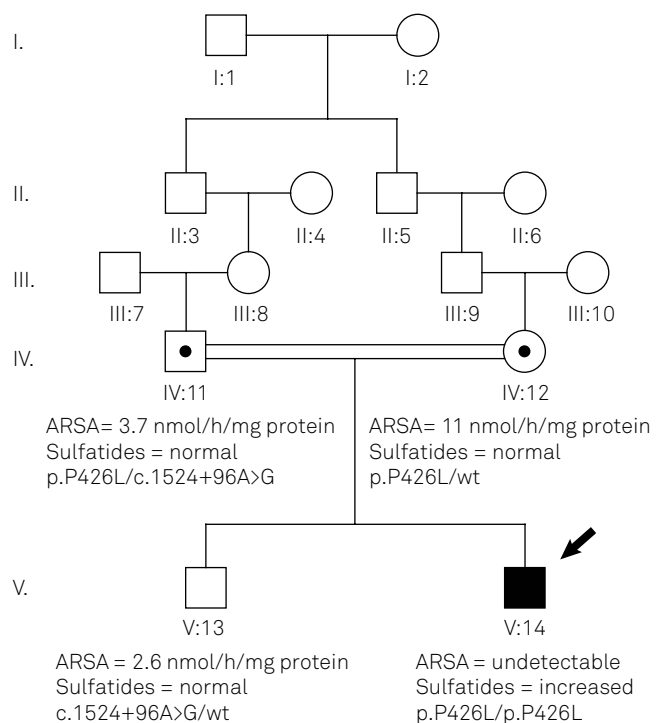 I.
I:1 I:2
II.
II:3 II:4 II:5 II:6
III.
III:7 III:8 III:9 III:10
IV.
IV:11 IV:12
ARSA= 3.7 nmol/h/mg protein
Sulfatides = normal
p.P426L/c.1524+96A>G
ARSA= 11 nmol/h/mg protein
Sulfatides = normal
p.P426L/wt
V.
V:13 V:14
ARSA = 2.6 nmol/h/mg protein
Sulfatides = normal
c.1524+96A>G/wt
ARSA = undetectable
Sulfatides = increased
p.P426L/p.P426L